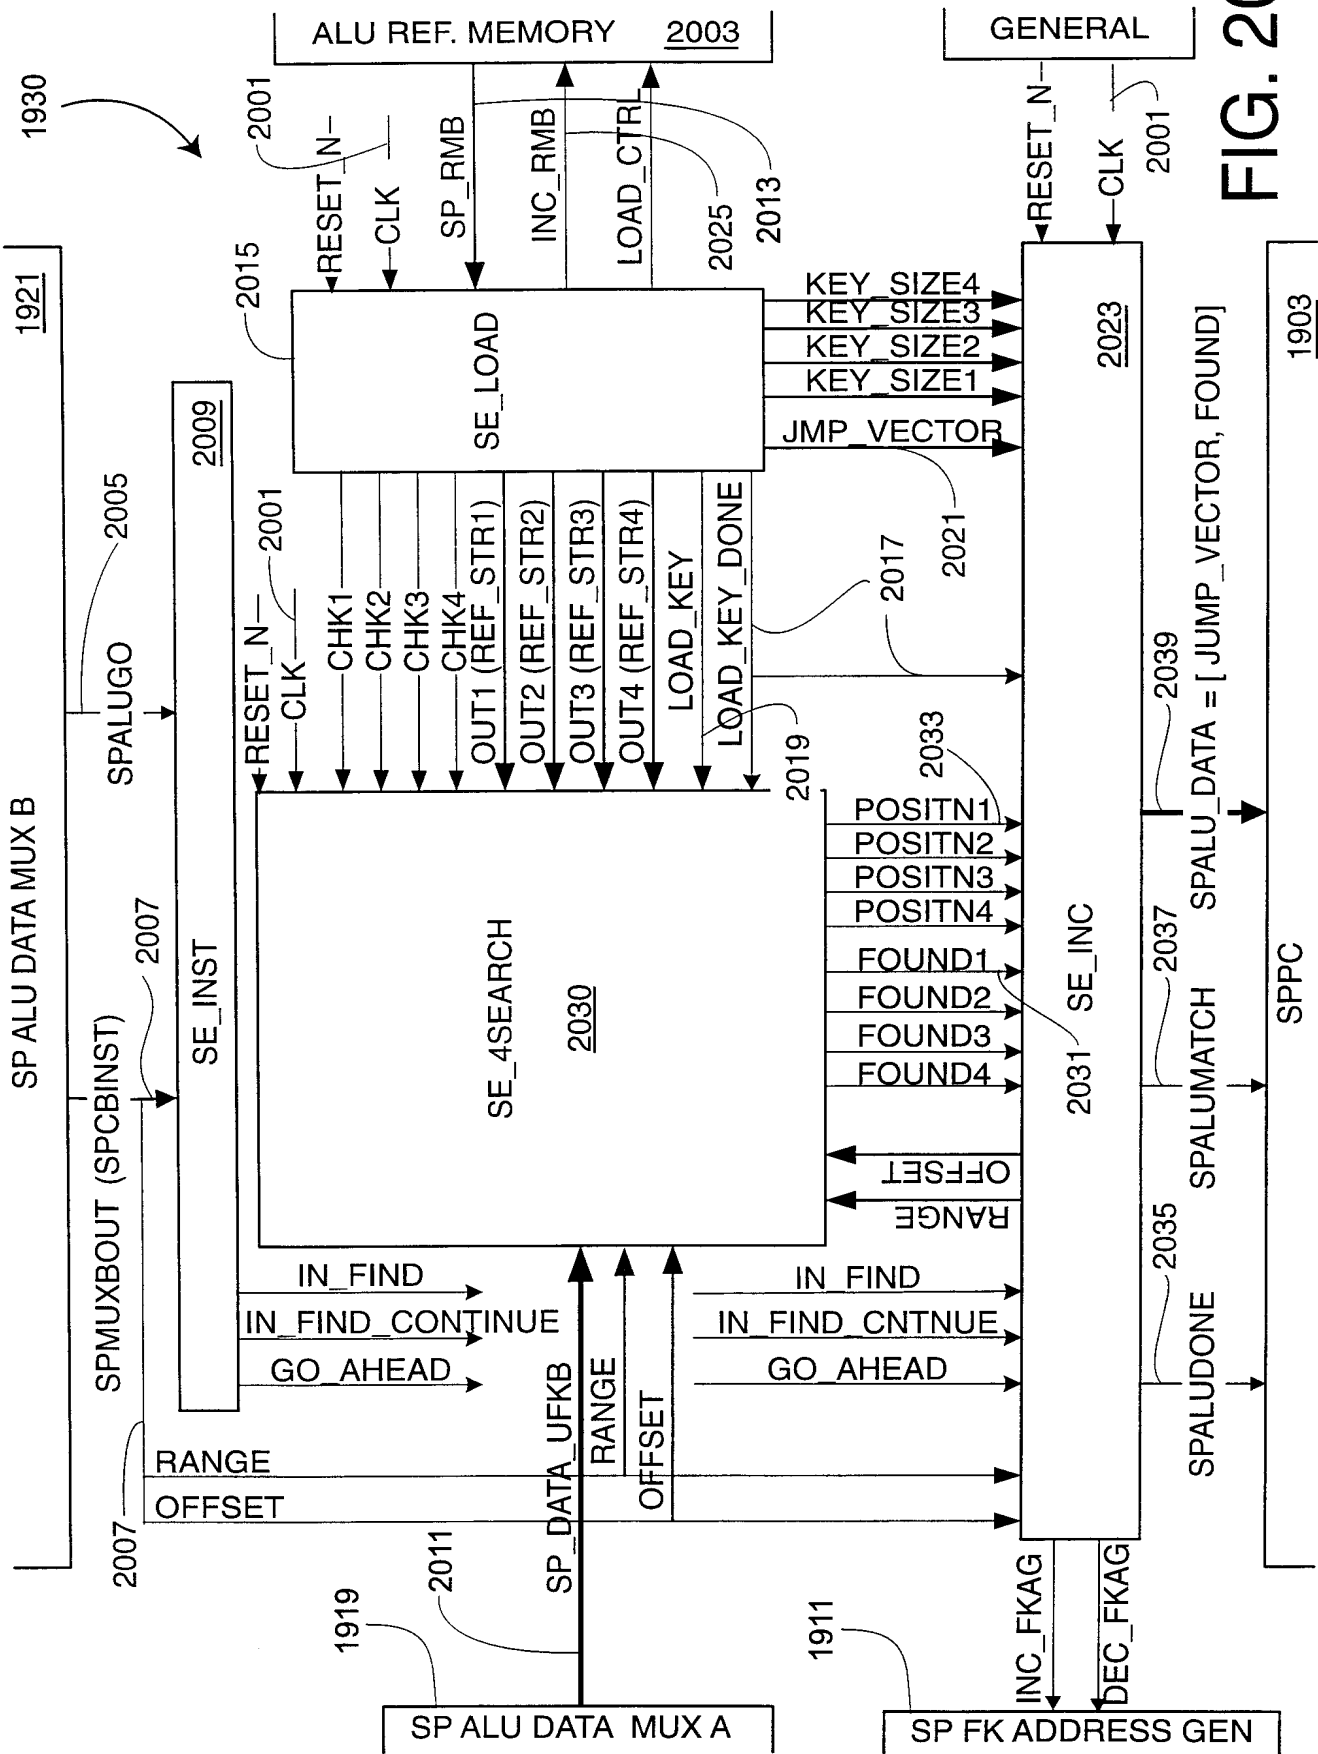 ALU REF. MEMORY 2003
GENERAL
FIG. 20
1930
2001
RESET_N
CLK
SP_RMB
INC_RMB
LOAD_CTRL
2013
2025
RESET_N
CLK
2001
SP ALU DATA MUX B
1921
2015
SE_LOAD
KEY_SIZE4
KEY_SIZE3
KEY_SIZE2
KEY_SIZE1
JMP_VECTOR
2021
2023
SPALUGO
2005
SPMUXBOUT (SPCBINST)
2007
2007
SE_INST
2009
RESET_N
CLK
2001
CHK1
CHK2
CHK3
CHK4
OUT1 (REF_STR1)
OUT2 (REF_STR2)
OUT3 (REF_STR3)
OUT4 (REF_STR4)
LOAD_KEY
LOAD_KEY_DONE
2017
2019
SE_4SEARCH
2030
POSITN1
POSITN2
POSITN3
POSITN4
2033
FOUND1
FOUND2
FOUND3
FOUND4
2031
OFFSET
RANGE
SE_INC
IN_FIND
IN_FIND_CONTINUE
GO_AHEAD
IN_FIND
IN_FIND_CNTNUE
GO_AHEAD
RANGE
OFFSET
SP_DATA_UFKB
RANGE
OFFSET
2011
1919
SP ALU DATA MUX A
SPALU_DATA = [ JUMP_VECTOR, FOUND]
2039
SPALUMATCH
2037
SPALUDONE
2035
SPPC
1903
INC_FKAG
DEC_FKAG
1911
SP FK ADDRESS GEN